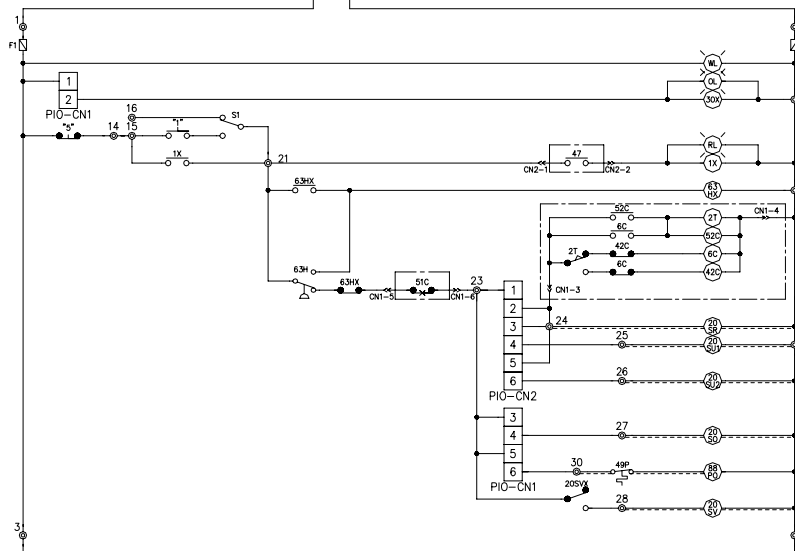 1
F1
WL
1
OL
2
30X
PIO-CN1
"5"
16
"1"
S1
14
15
RL
1X
21
47
CN2-1
CN2-2
1X
63HX
63
HX
52C
2T
CN1-4
6C
52C
2T
42C
6C
63H
6C
42C
63HX
51C
23
CN1-5
CN1-6
1
CN1-3
2
3
24
20
SR
4
25
20
SU1
5
6
26
20
SU2
PIO-CN2
3
4
27
20
SO
5
6
30
49P
88
PO
PIO-CN1
20SVX
28
20
SV
3